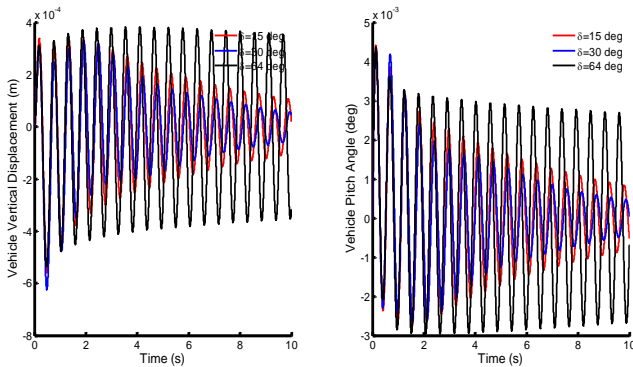 x 10⁻⁴
δ=15 deg
δ=30 deg
δ=64 deg
4
2
0
-2
-4
-6
-8
Vehicle Vertical Displacement (m)
0 2 4 6 8 10
Time (s)
x 10⁻³
δ=15 deg
δ=30 deg
δ=64 deg
5
4
3
2
1
0
-1
-2
-3
Vehicle Pitch Angle (deg)
0 2 4 6 8 10
Time (s)